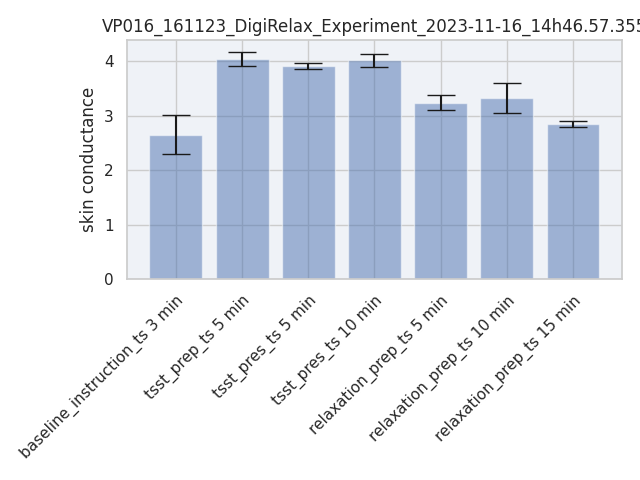 VP016_161123_DigiRelax_Experiment_2023-11-16_14h46.57.355
skin conductance
4
3
2
1
0
baseline_instruction_ts 3 min
tsst_prep_ts 5 min
tsst_pres_ts 5 min
tsst_pres_ts 10 min
relaxation_prep_ts 5 min
relaxation_prep_ts 10 min
relaxation_prep_ts 15 min